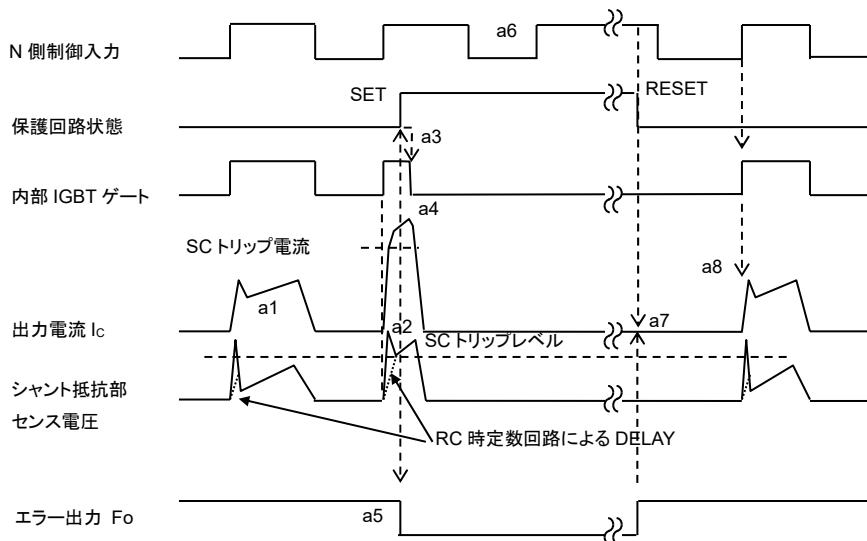 N 側制御入力
a6
SET
RESET
保護回路状態
a3
内部 IGBT ゲート
a4
SC トリップ電流
a8
a1
出力電流 Ic
a2
SC トリップレベル
a7
シャント抵抗部
センス電圧
RC 時定数回路による DELAY
エラー出力 Fo
a5